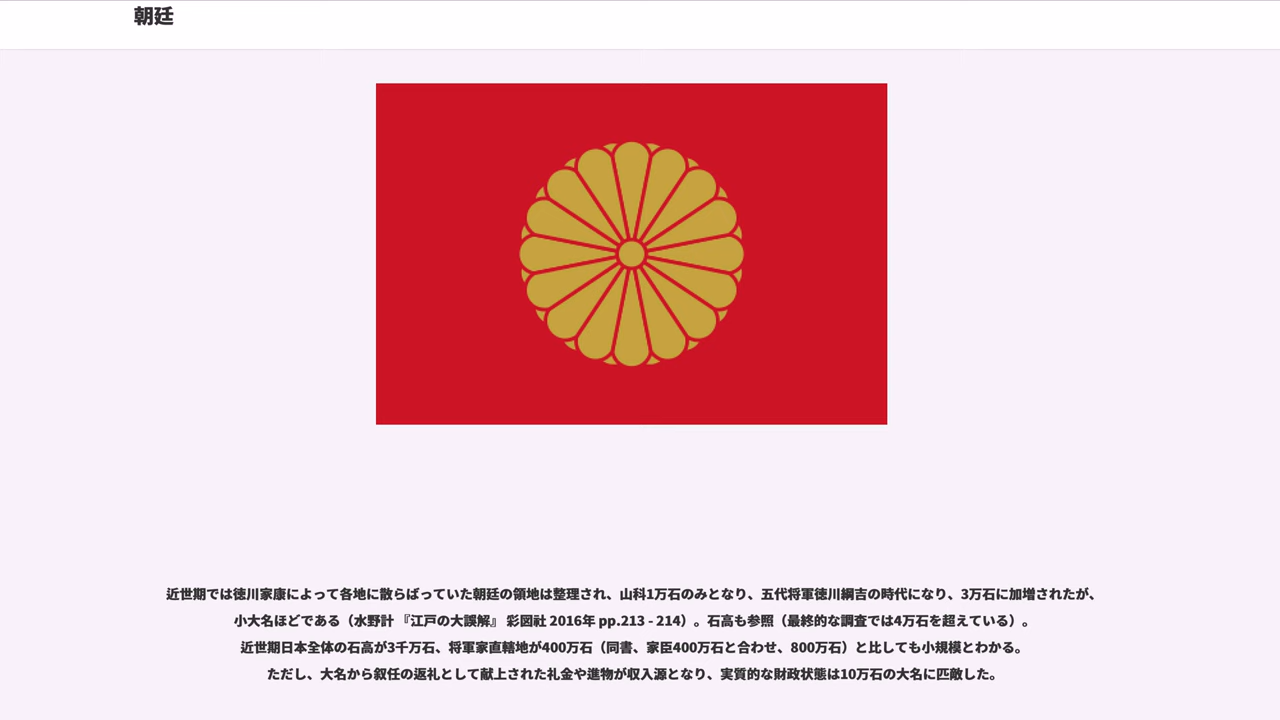 朝廷
近世期では徳川家康によって各地に散らばっていた朝廷の領地は整理され、山科1万石のみとなり、五代将軍徳川綱吉の時代になり、3万石に加増されたが、
小大名ほどである（水野計 『江戸の大誤解』 彩図社 2016年 pp.213 - 214）。石高も参照（最終的な調査では4万石を超えている）。
近世期日本全体の石高が3千万石、将軍家直轄地が400万石（同書、家臣400万石と合わせ、800万石）と比しても小規模とわかる。
ただし、大名から叙任の返礼として献上された礼金や進物が収入源となり、実質的な財政状態は10万石の大名に匹敵した。